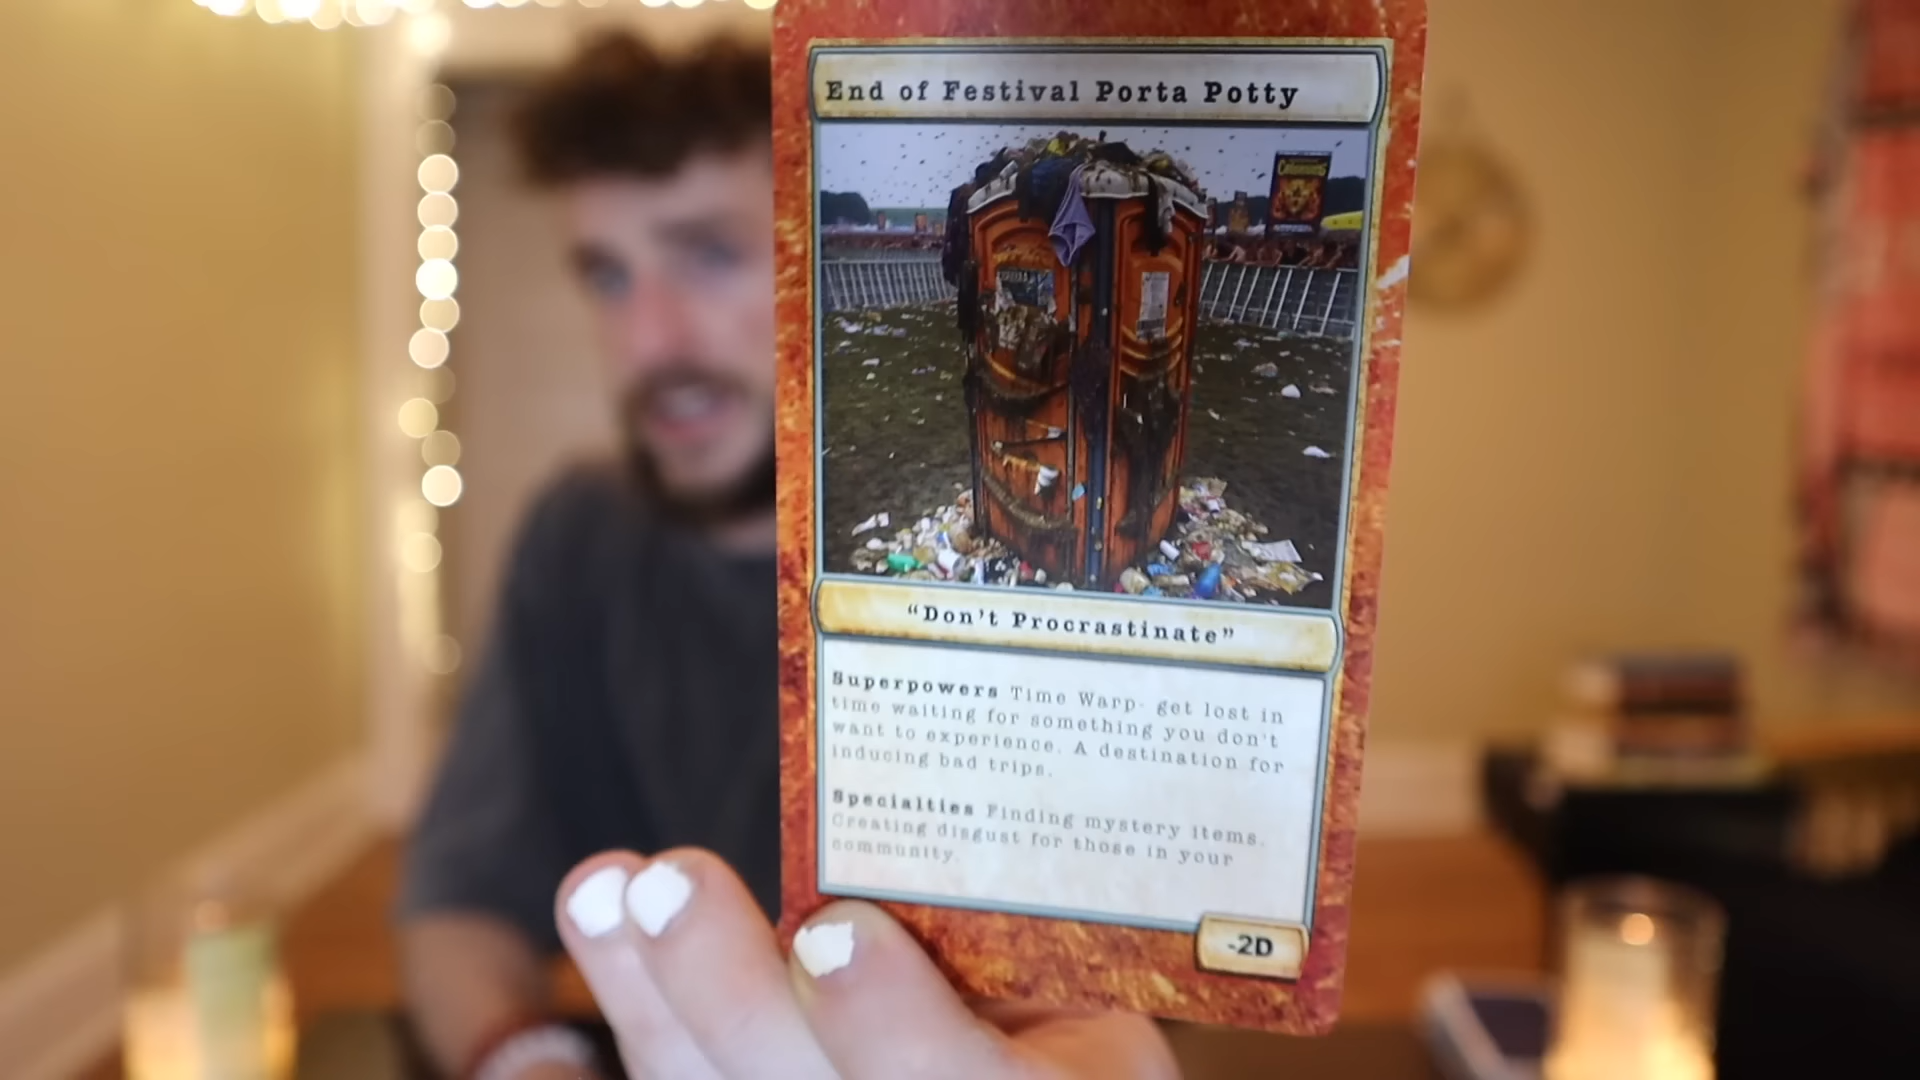 End of Festival Porta Potty
"Don't Procrastinate"
Superpowers Time Warp- get lost in
time waiting for something you don't
want to experience. A destination for
inducing bad trips.
Specialties Finding mystery items.
Creating disgust for those in your
community.
-2D